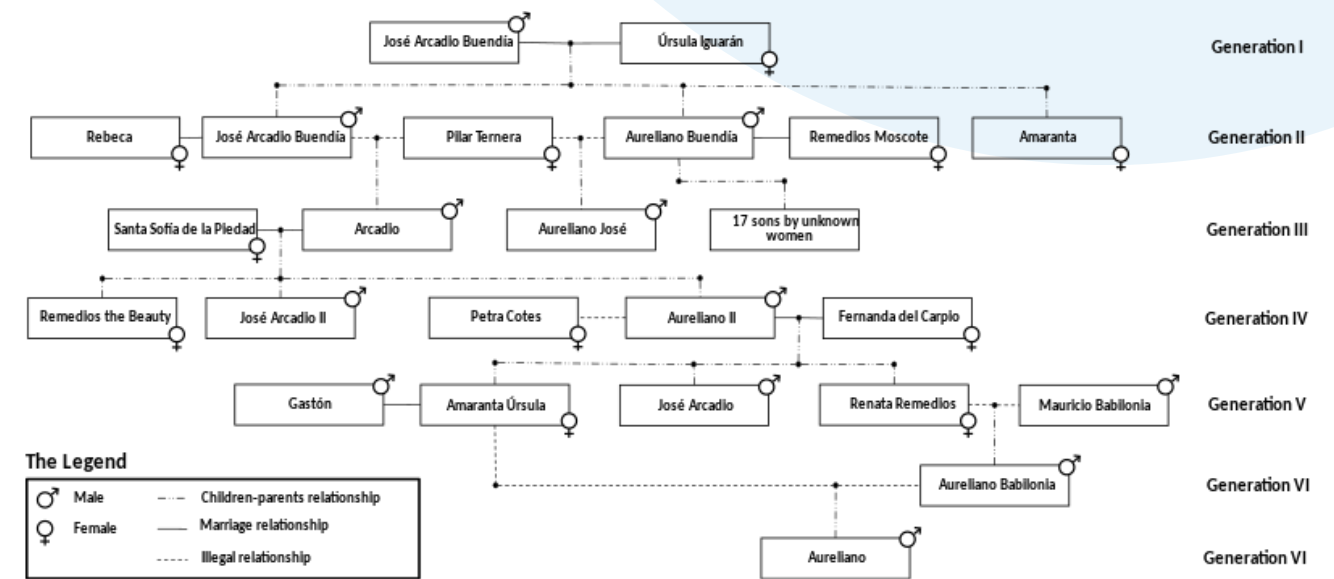 José Arcadio Buendía
Úrsula Iguarán
Generation I
Rebeca
José Arcadio Buendía
Pilar Ternera
Aureliano Buendía
Remedios Moscote
Amaranta
Generation II
Santa Sofía de la Piedad
Arcadio
Aureliano José
17 sons by unknown
women
Generation III
Remedios the Beauty
José Arcadio II
Petra Cotes
Aureliano II
Fernanda del Carpio
Generation IV
Gastón
Amaranta Úrsula
José Arcadio
Renata Remedios
Mauricio Babilonia
Generation V
Aureliano Babilonia
Generation VI
Aureliano
Generation VI
The Legend
Male
Children-parents relationship
Female
Marriage relationship
Illegal relationship